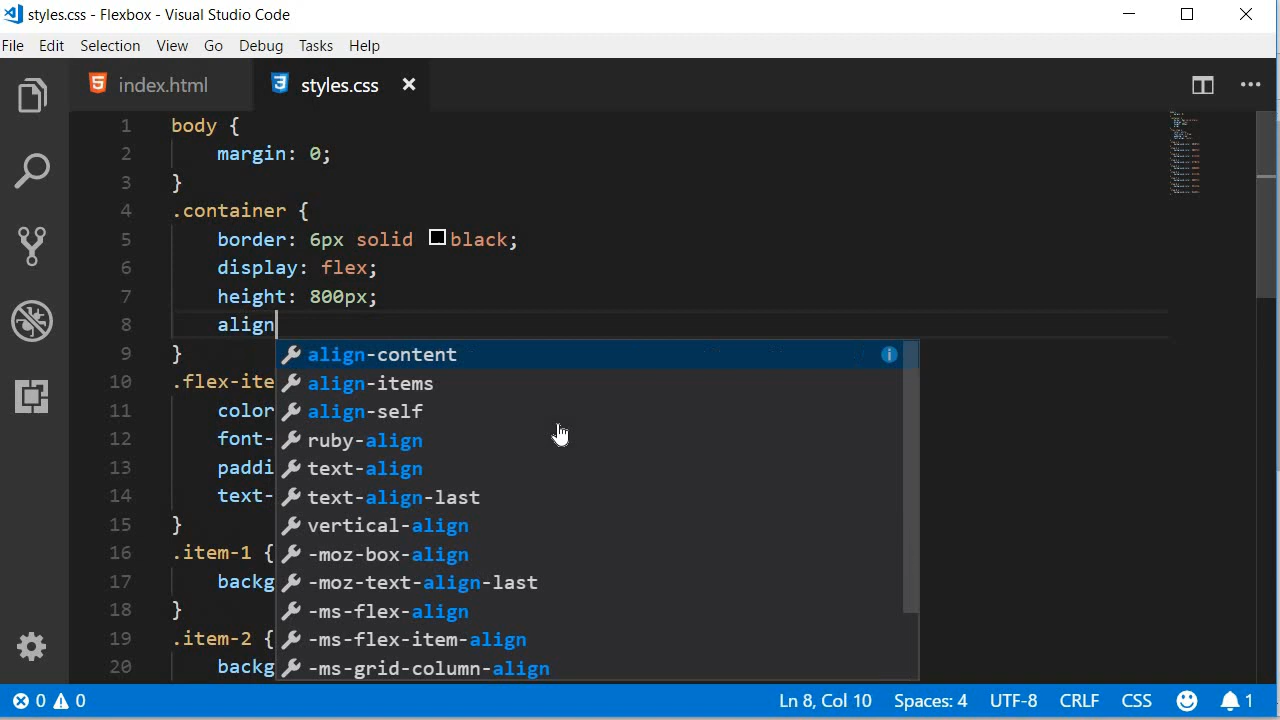 styles.css - Flexbox - Visual Studio Code
File Edit Selection View Go Debug Tasks Help
index.html styles.css
1 body {
2 margin: 0;
3 }
4 .container {
5 border: 6px solid black;
6 display: flex;
7 height: 800px;
8 align
9 }
align-content
10 .flex-ite
align-items
11 color
align-self
12 font-
ruby-align
13 paddi
text-align
14 text-
text-align-last
15 }
vertical-align
16 .item-1 {
-moz-box-align
17 backg
-moz-text-align-last
18 }
-ms-flex-align
19 .item-2 {
-ms-flex-item-align
20 backg
-ms-grid-column-align
0 0 Ln 8, Col 10 Spaces: 4 UTF-8 CRLF CSS 1